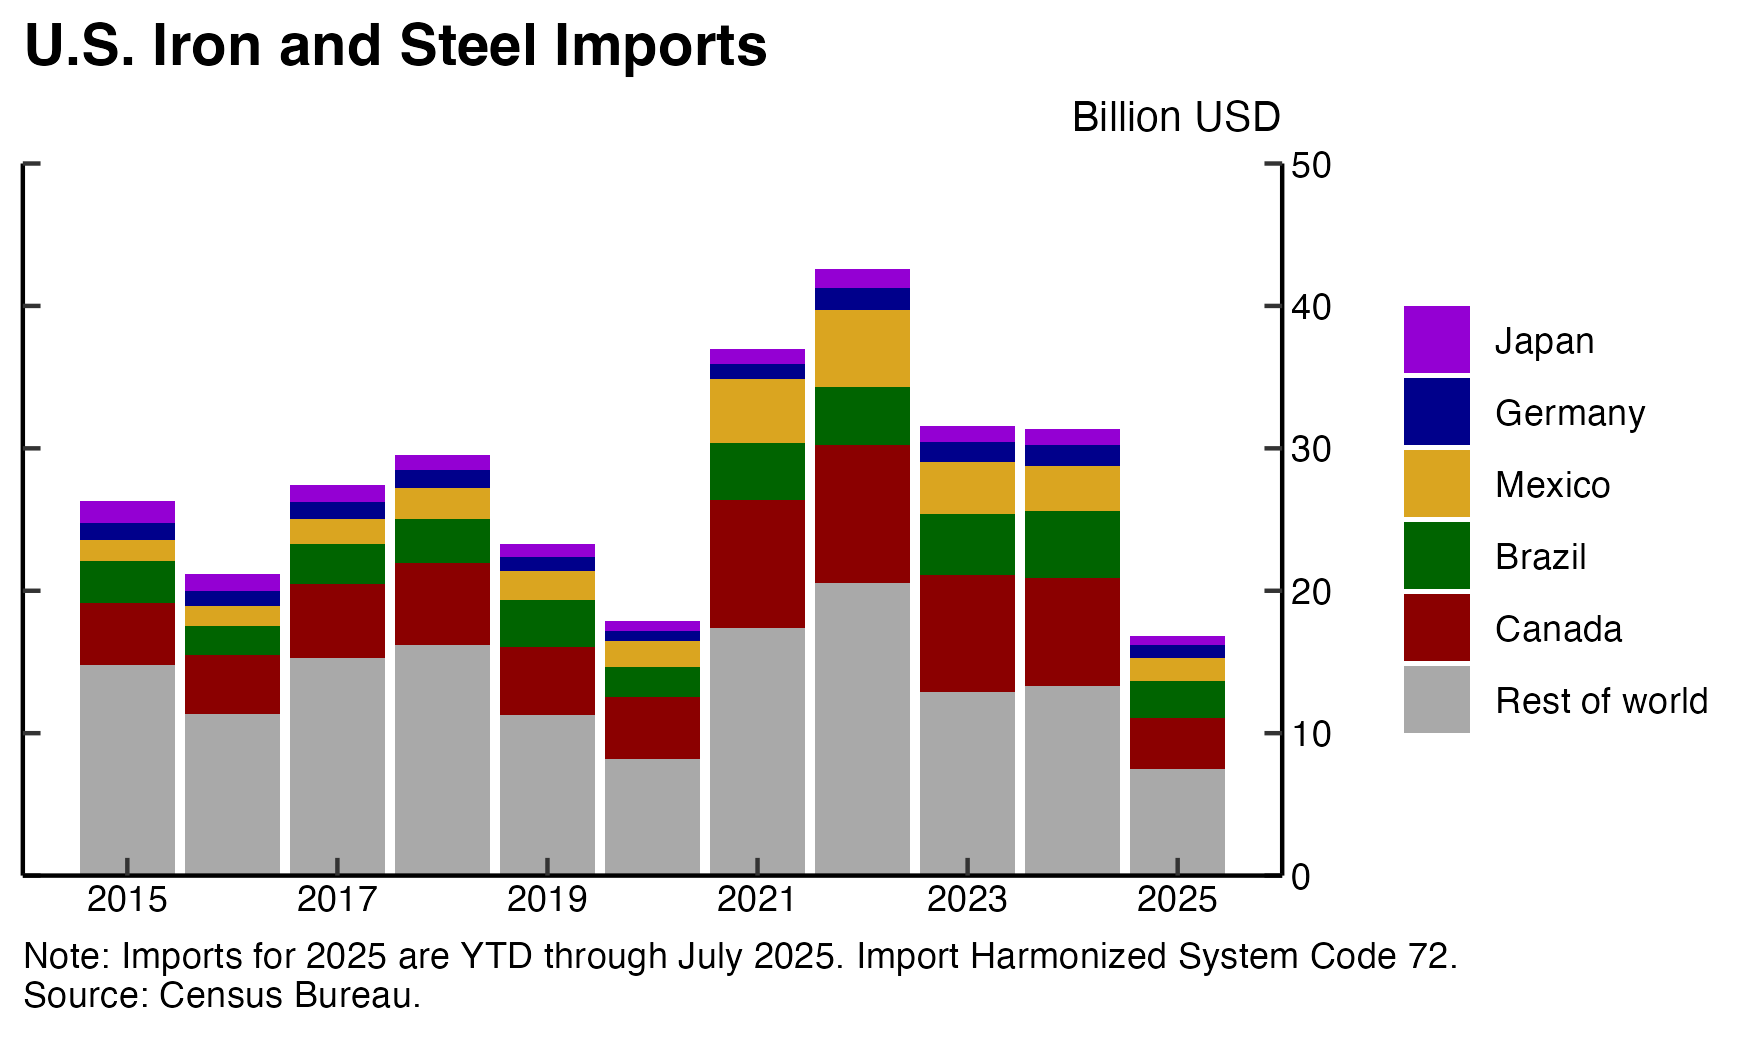 U.S. Iron and Steel Imports
Billion USD
50
40
30
20
10
0
Japan
Germany
Mexico
Brazil
Canada
Rest of world
2015 2017 2019 2021 2023 2025
Note: Imports for 2025 are YTD through July 2025. Import Harmonized System Code 72.
Source: Census Bureau.